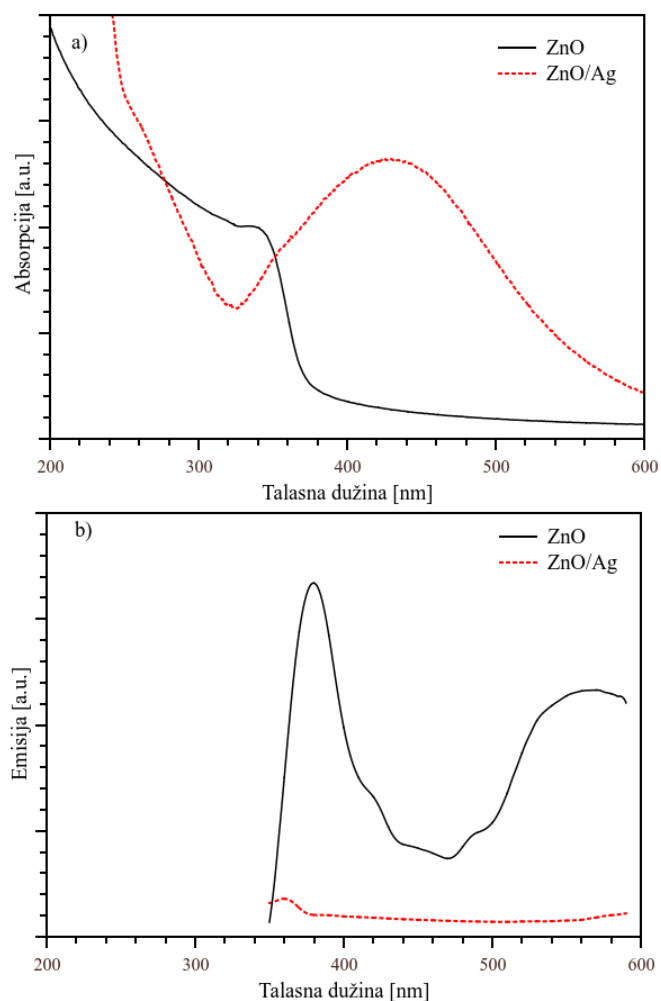 a)
ZnO
ZnO/Ag
Absorpcija [a.u.]
200 300 400 500 600
Talasna dužina [nm]
b)
ZnO
ZnO/Ag
Emisija [a.u.]
200 300 400 500 600
Talasna dužina [nm]